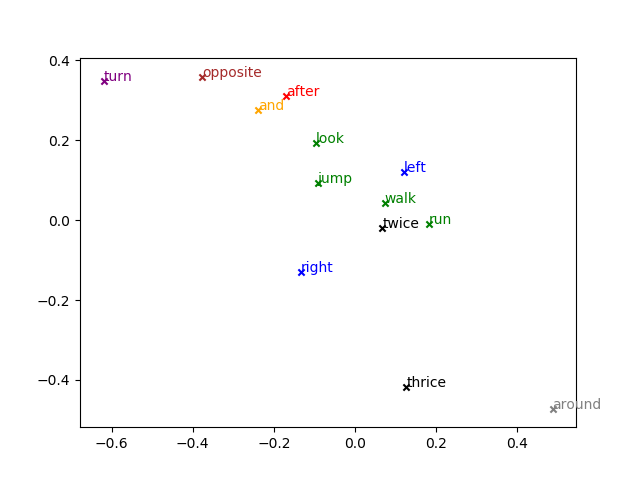 0.4
turn
opposite
after
and
0.2
look
left
jump
walk
0.0
twice
run
right
−0.2
−0.4
thrice
around
−0.6
−0.4
−0.2
0.0
0.2
0.4